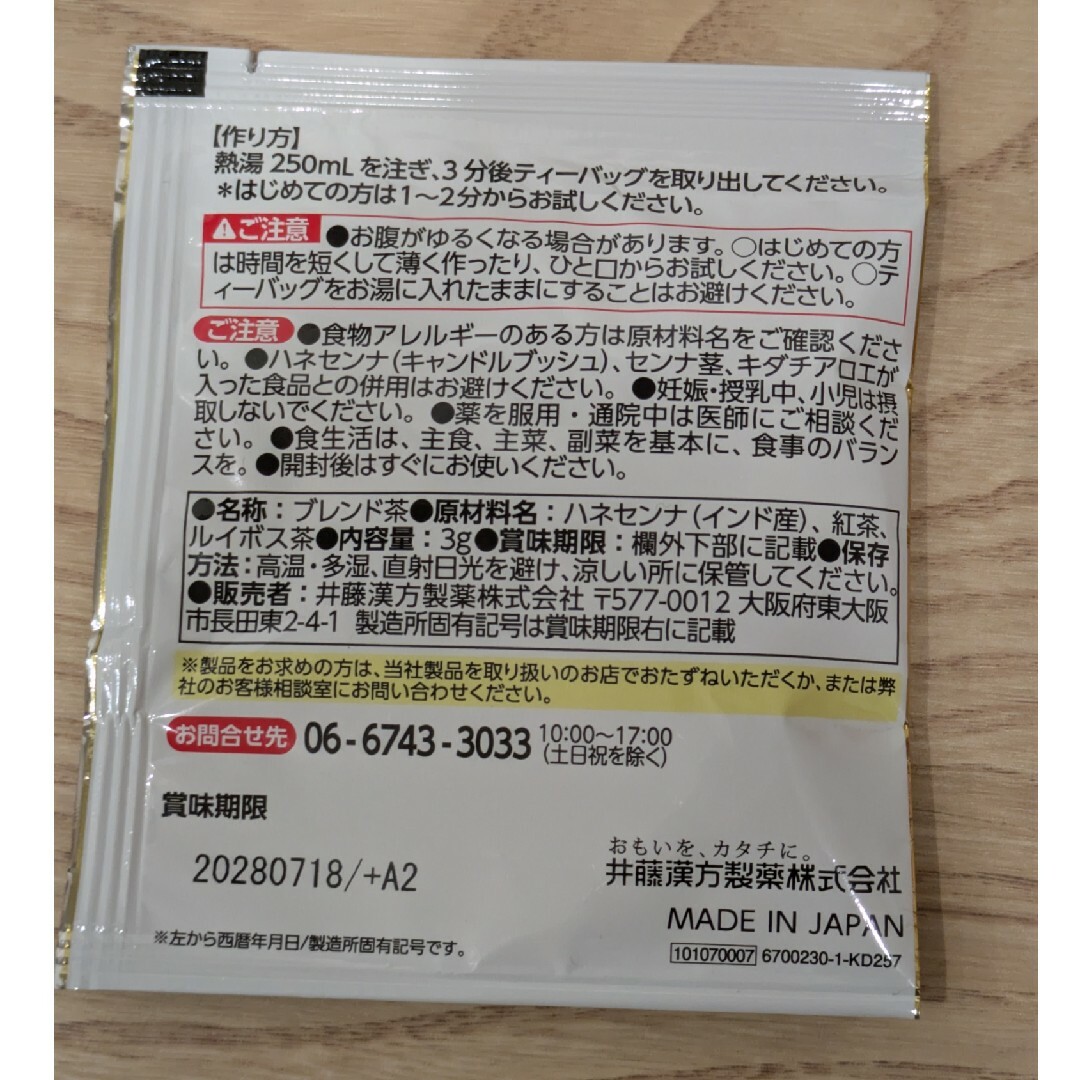 【作り方】
熱湯 250mL を注ぎ、3 分後ティーバッグを取り出してください。
＊はじめての方は1〜2分からお試しください。
ご注意 ●お腹がゆるくなる場合があります。○はじめての方
は時間を短くして薄く作ったり、ひと口からお試しください。○テ
ィーバッグをお湯に入れたままにすることはお避けください。
ご注意 ●食物アレルギーのある方は原材料名をご確認くださ
い。●ハネセンナ（キャンドルブッシュ）、センナ茎、キダチアロエが
入った食品との併用はお避けください。●妊娠・授乳中、小児は摂
取しないでください。●薬を服用・通院中は医師にご相談くだ
さい。●食生活は、主食、主菜、副菜を基本に、食事のバラン
スを。●開封後はすぐにお使いください。
●名称：ブレンド茶●原材料名：ハネセンナ（インド産）、紅茶、
ルイボス茶●内容量：3g●賞味期限：欄外下部に記載●保存
方法：高温・多湿、直射日光を避け、涼しい所に保管してください。
●販売者：井藤漢方製薬株式会社 〒577-0012 大阪府東大阪
市長田東2-4-1 製造所固有記号は賞味期限右に記載
※製品をお求めの方は、当社製品を取り扱いのお店でおたずねいただくか、または弊
社のお客様相談室にお問い合わせください。
お問合せ先 06-6743-3033 10:00〜17:00
（土日祝を除く）
賞味期限
20280718/+A2
おもいを、カタチに。
井藤漢方製薬株式会社
MADE IN JAPAN
※左から西暦年月日/製造所固有記号です。
101070007 6700230-1-KD257